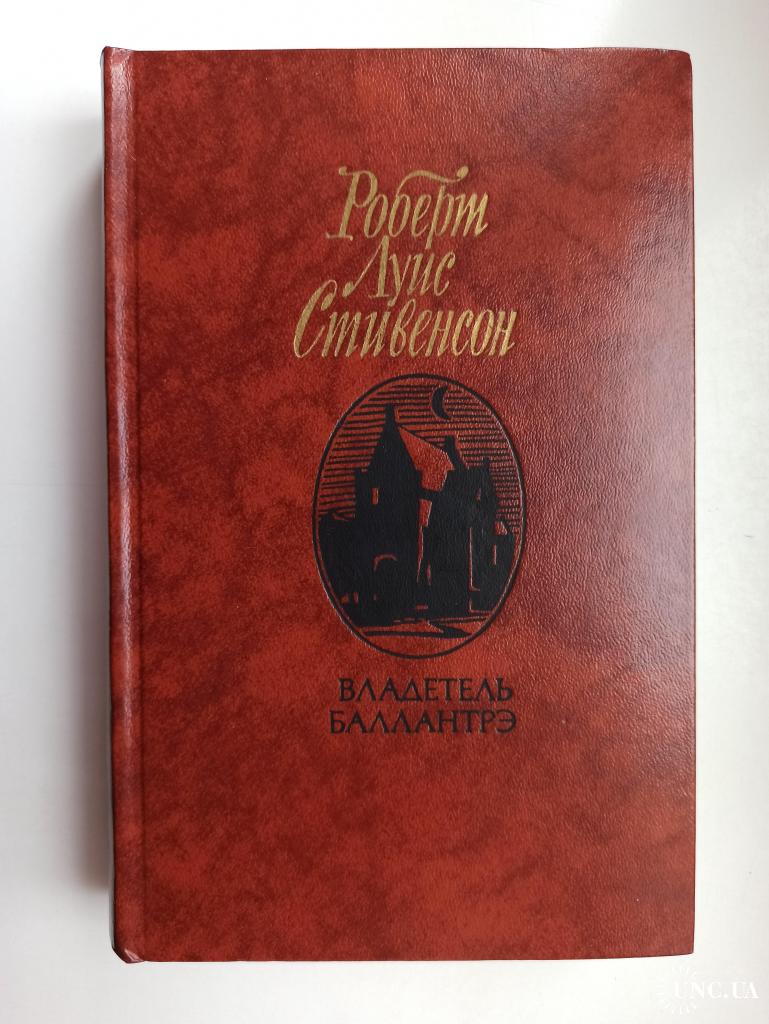 Роберт
Луис
Стивенсон
ВЛАДЕТЕЛЬ
БАЛЛАНТРЭ
UNC.UA